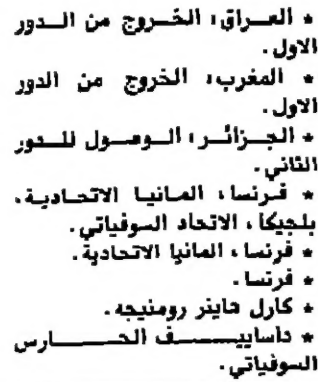 * العراق، الخروج من الدور
الاول.
* المغرب، الخروج من الدور
الاول.
* الجزائر، الوصول للدور
الثاني.
* فرنسا، المانيا الاتحادية،
بلجيكا، الاتحاد السوفياتي.
* فرنسا، المانيا الاتحادية.
* فرنسا.
* كارل هاينز رومنيجه.
* داساييف الحارس
السوفياتي.